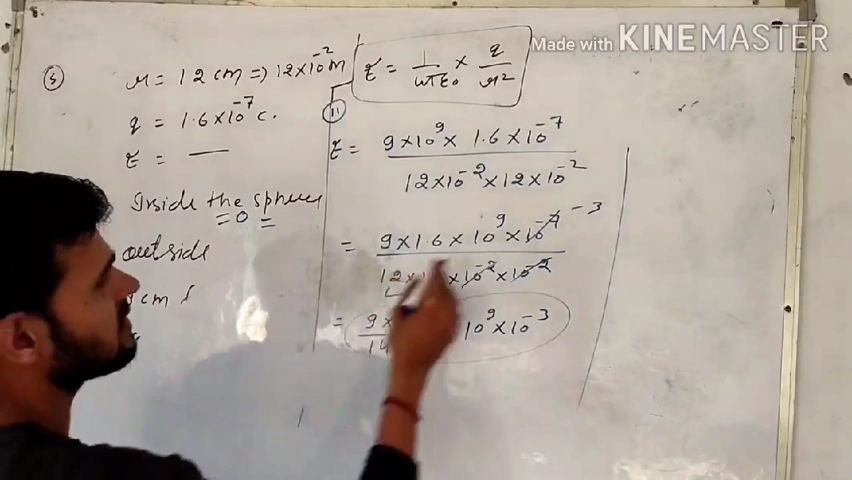 Made with KINEMASTER
5
r = 12 cm => 12×10⁻² m
q = 1.6×10⁻⁷ c.
E = —
Inside the sphere
= 0 =
outside
cm
E = 1/4πε₀ × q/r²
11
E = 9×10⁹ × 1.6×10⁻⁷
12×10⁻² × 12×10⁻²
= 9×1.6×10⁹×10⁻⁷ ⁻³
12× ×10⁻²×10⁻²
= 9× 10⁹×10⁻³
14